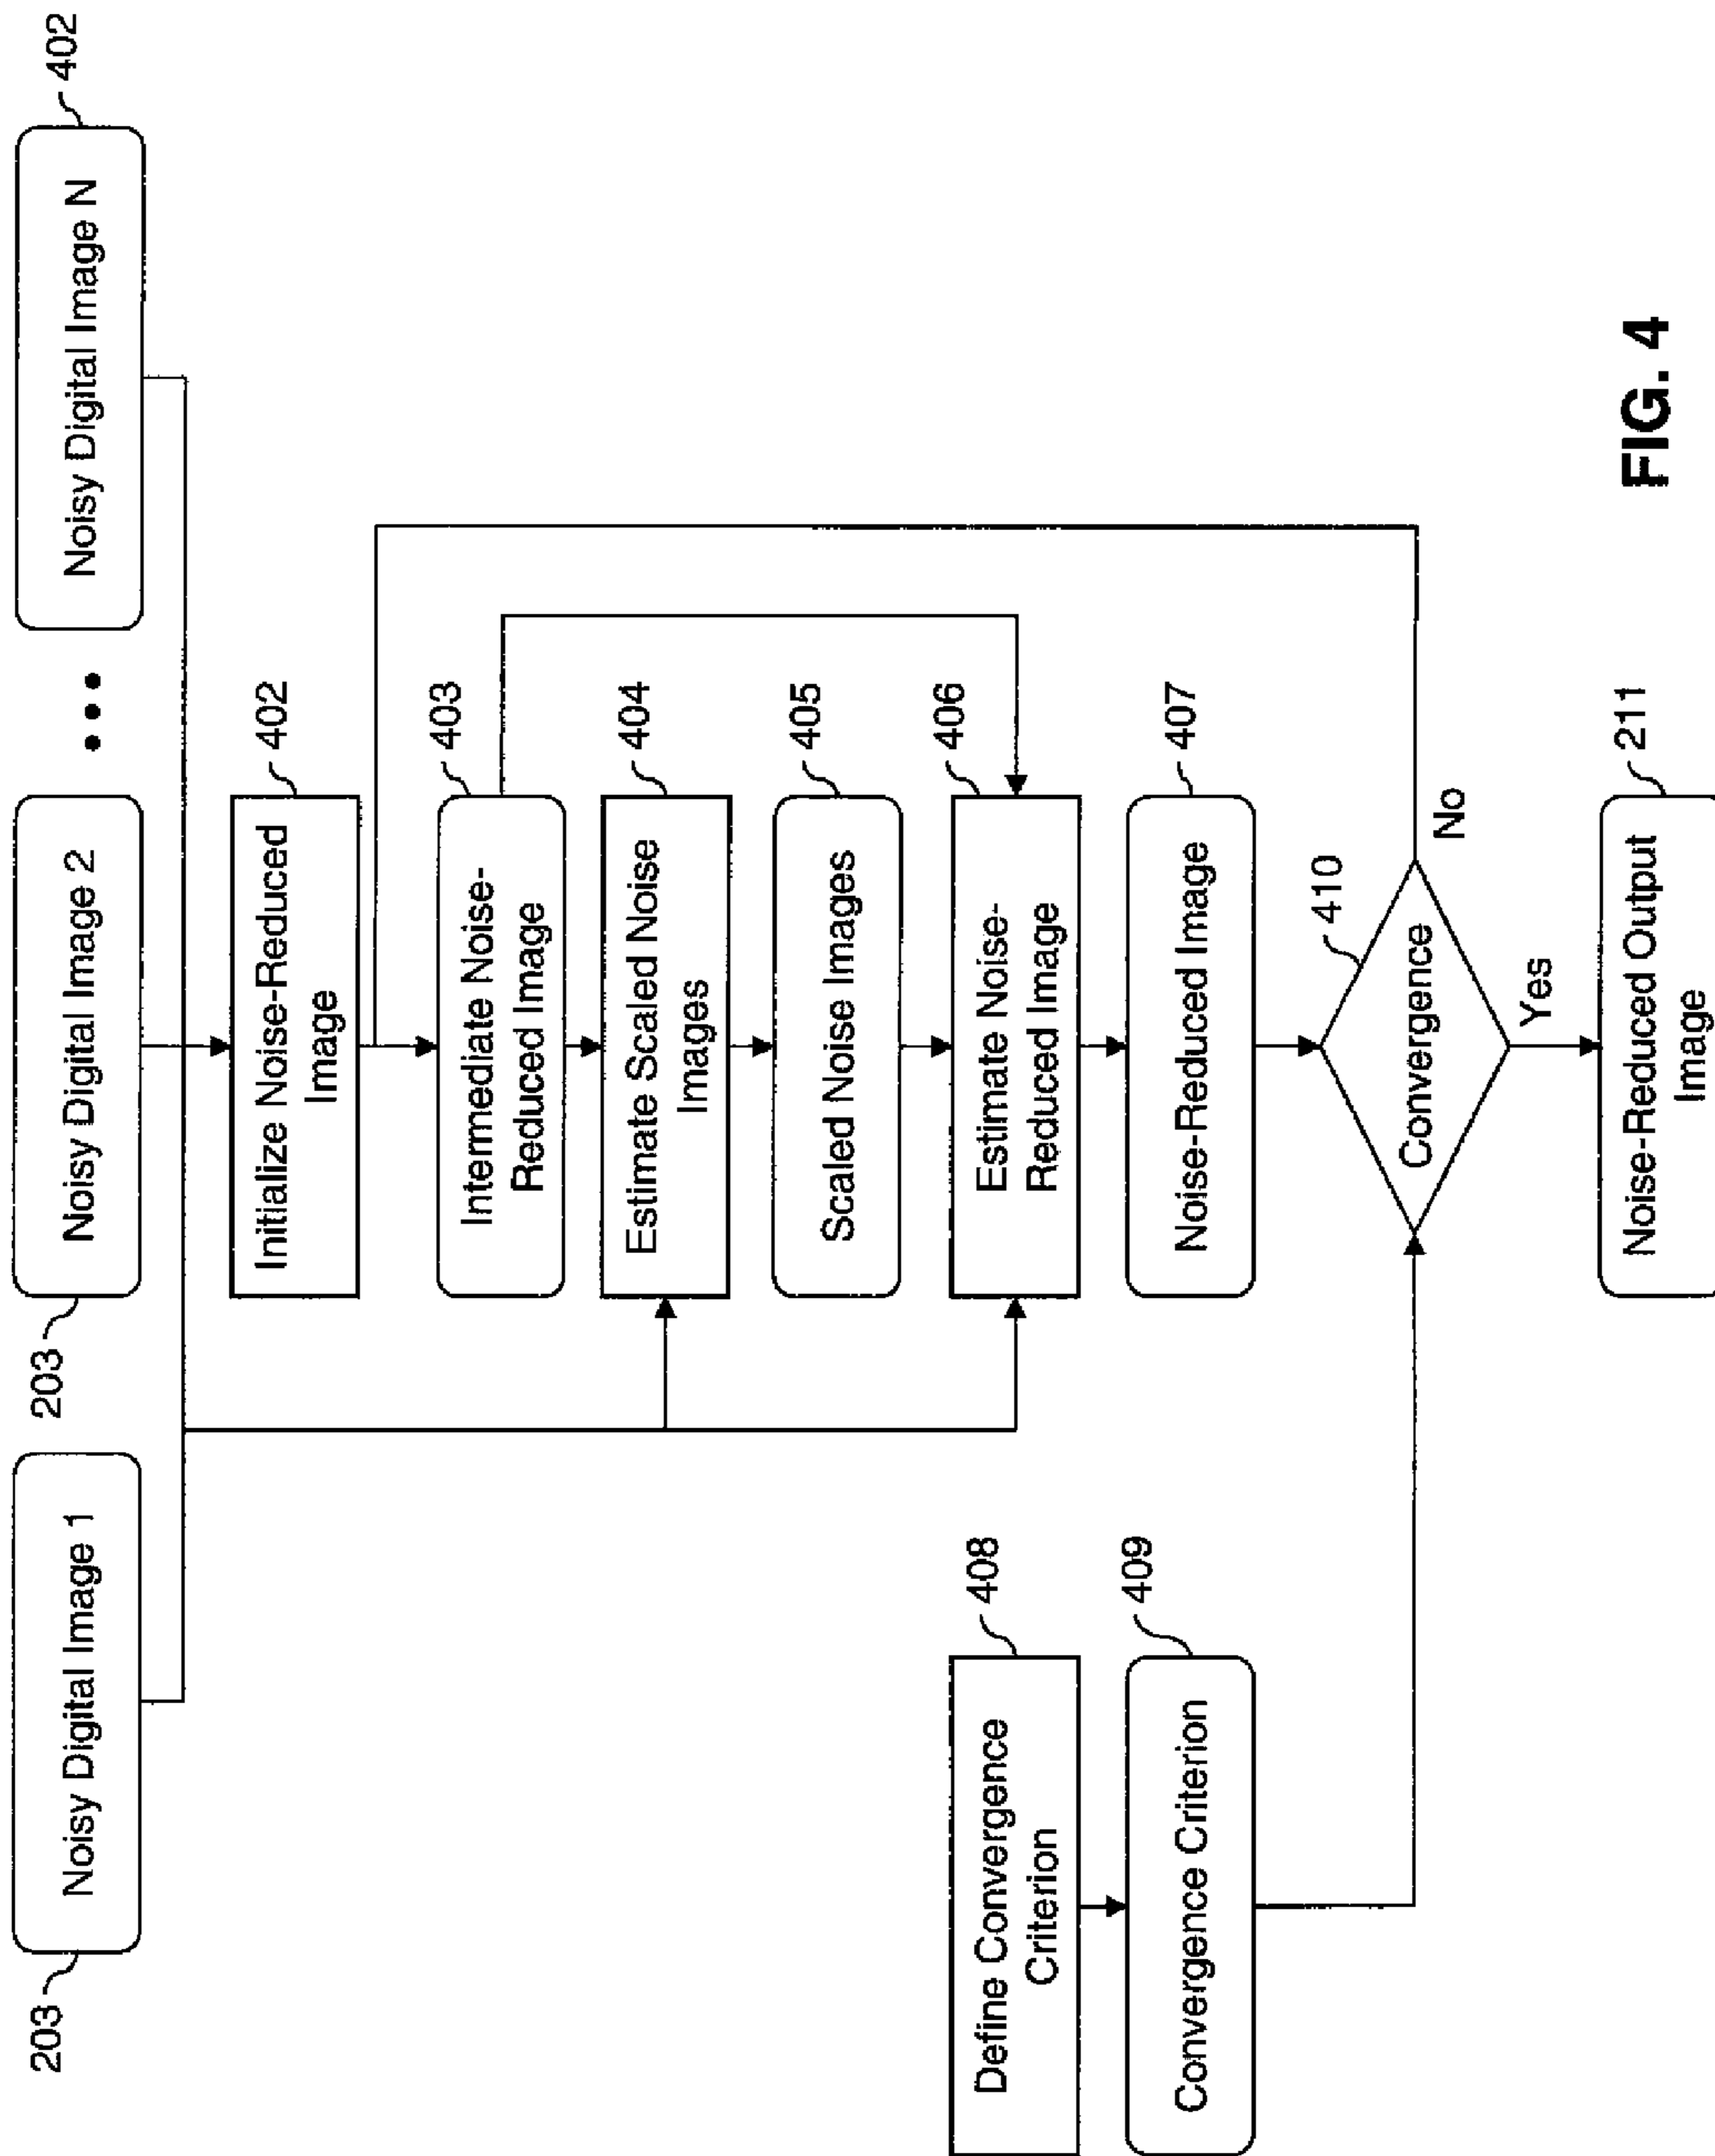 203
Noisy Digital Image 1
203
Noisy Digital Image 2
Noisy Digital Image N
402
Initialize Noise-Reduced
Image
402
Intermediate Noise-
Reduced Image
403
Estimate Scaled Noise
Images
404
Scaled Noise Images
405
Define Convergence
Criterion
408
Estimate Noise-
Reduced Image
406
Convergence Criterion
409
Noise-Reduced Image
407
Convergence
410
No
Yes
Noise-Reduced Output
Image
211
FIG. 4